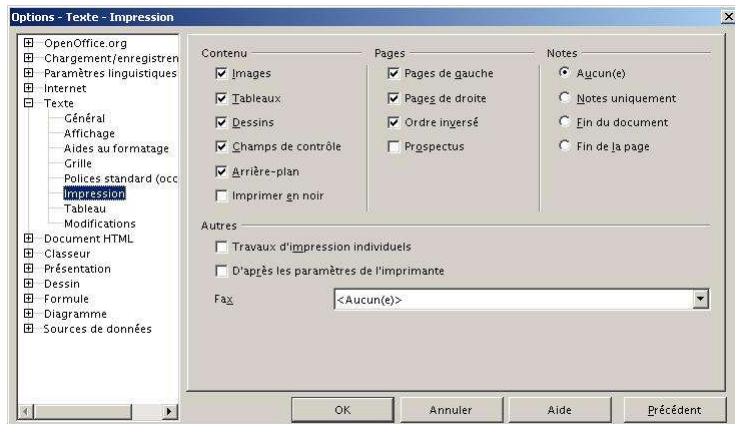 Options - Texte - Impression
OpenOffice.org
Chargement/enregistren
Paramètres linguistiques
Internet
Texte
Général
Affichage
Aides au formatage
Grille
Polices standard (occ
Impression
Tableau
Modifications
Document HTML
Classeur
Présentation
Dessin
Formule
Diagramme
Sources de données
Contenu
Images
Tableaux
Dessins
Champs de contrôle
Arrière-plan
Imprimer en noir
Pages
Pages de gauche
Pages de droite
Ordre inversé
Prospectus
Notes
Aucun(e)
Notes uniquement
Fin du document
Fin de la page
Autres
Travaux d'impression individuels
D'après les paramètres de l'imprimante
Fax
<Aucun(e)>
OK
Annuler
Aide
Précédent